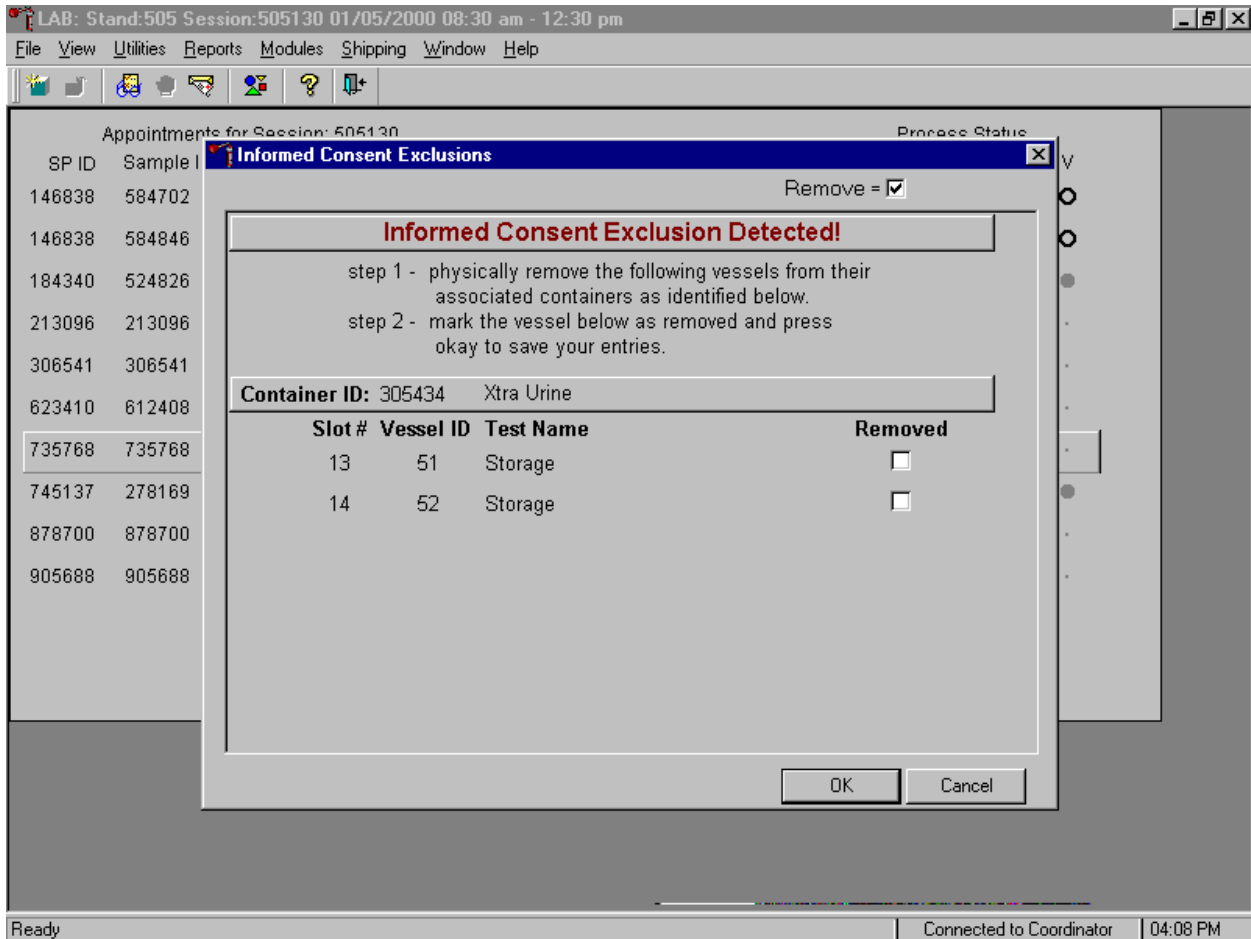 LAB: Stand:505 Session:505130 01/05/2000 08:30 am - 12:30 pm
File View Utilities Reports Modules Shipping Window Help
Appointments for Session: 505130 Process Status
SP ID Sample I V
146838 584702
146838 584846
184340 524826
213096 213096
306541 306541
623410 612408
735768 735768
745137 278169
878700 878700
905688 905688
Informed Consent Exclusions
Remove =
Informed Consent Exclusion Detected!
step 1 - physically remove the following vessels from their
associated containers as identified below.
step 2 - mark the vessel below as removed and press
okay to save your entries.
Container ID: 305434 Xtra Urine
Slot # Vessel ID Test Name Removed
13 51 Storage
14 52 Storage
OK Cancel
Ready Connected to Coordinator 04:08 PM